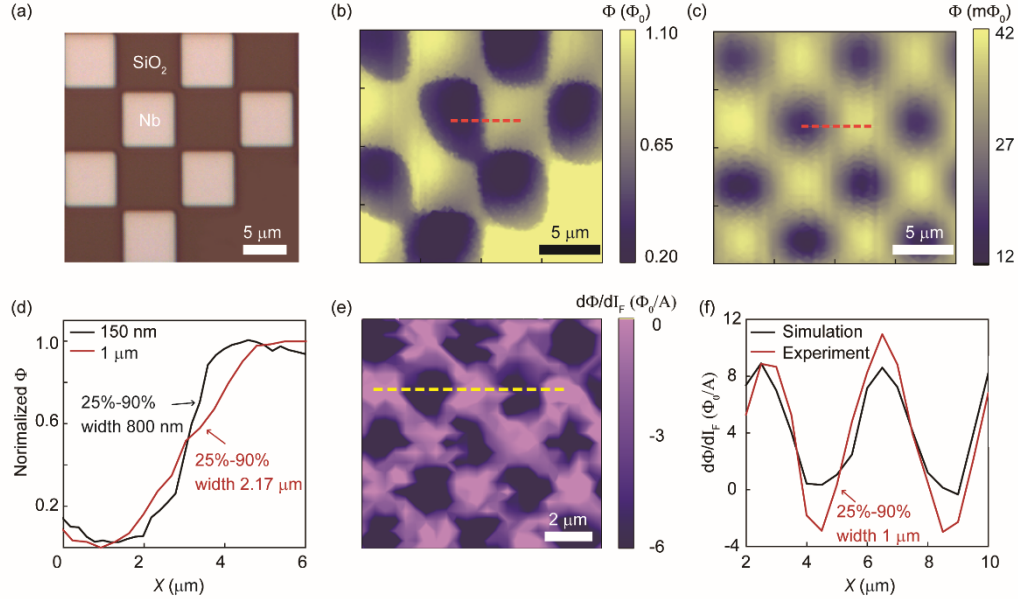 (a)
SiO2
Nb
5 μm
(b)
Φ (Φ0)
1.10
0.65
0.20
5 μm
(c)
Φ (mΦ0)
42
27
12
5 μm
(d)
Normalized Φ
1.0
0.6
0.2
0 2 4 6
X (μm)
150 nm
1 μm
25%-90%
width 800 nm
25%-90%
width 2.17 μm
(e)
dΦ/dIF (Φ0/A)
0
-3
-6
2 μm
(f)
dΦ/dIF (Φ0/A)
12
8
4
0
-4
2 4 6 8 10
X (μm)
Simulation
Experiment
25%-90%
width 1 μm